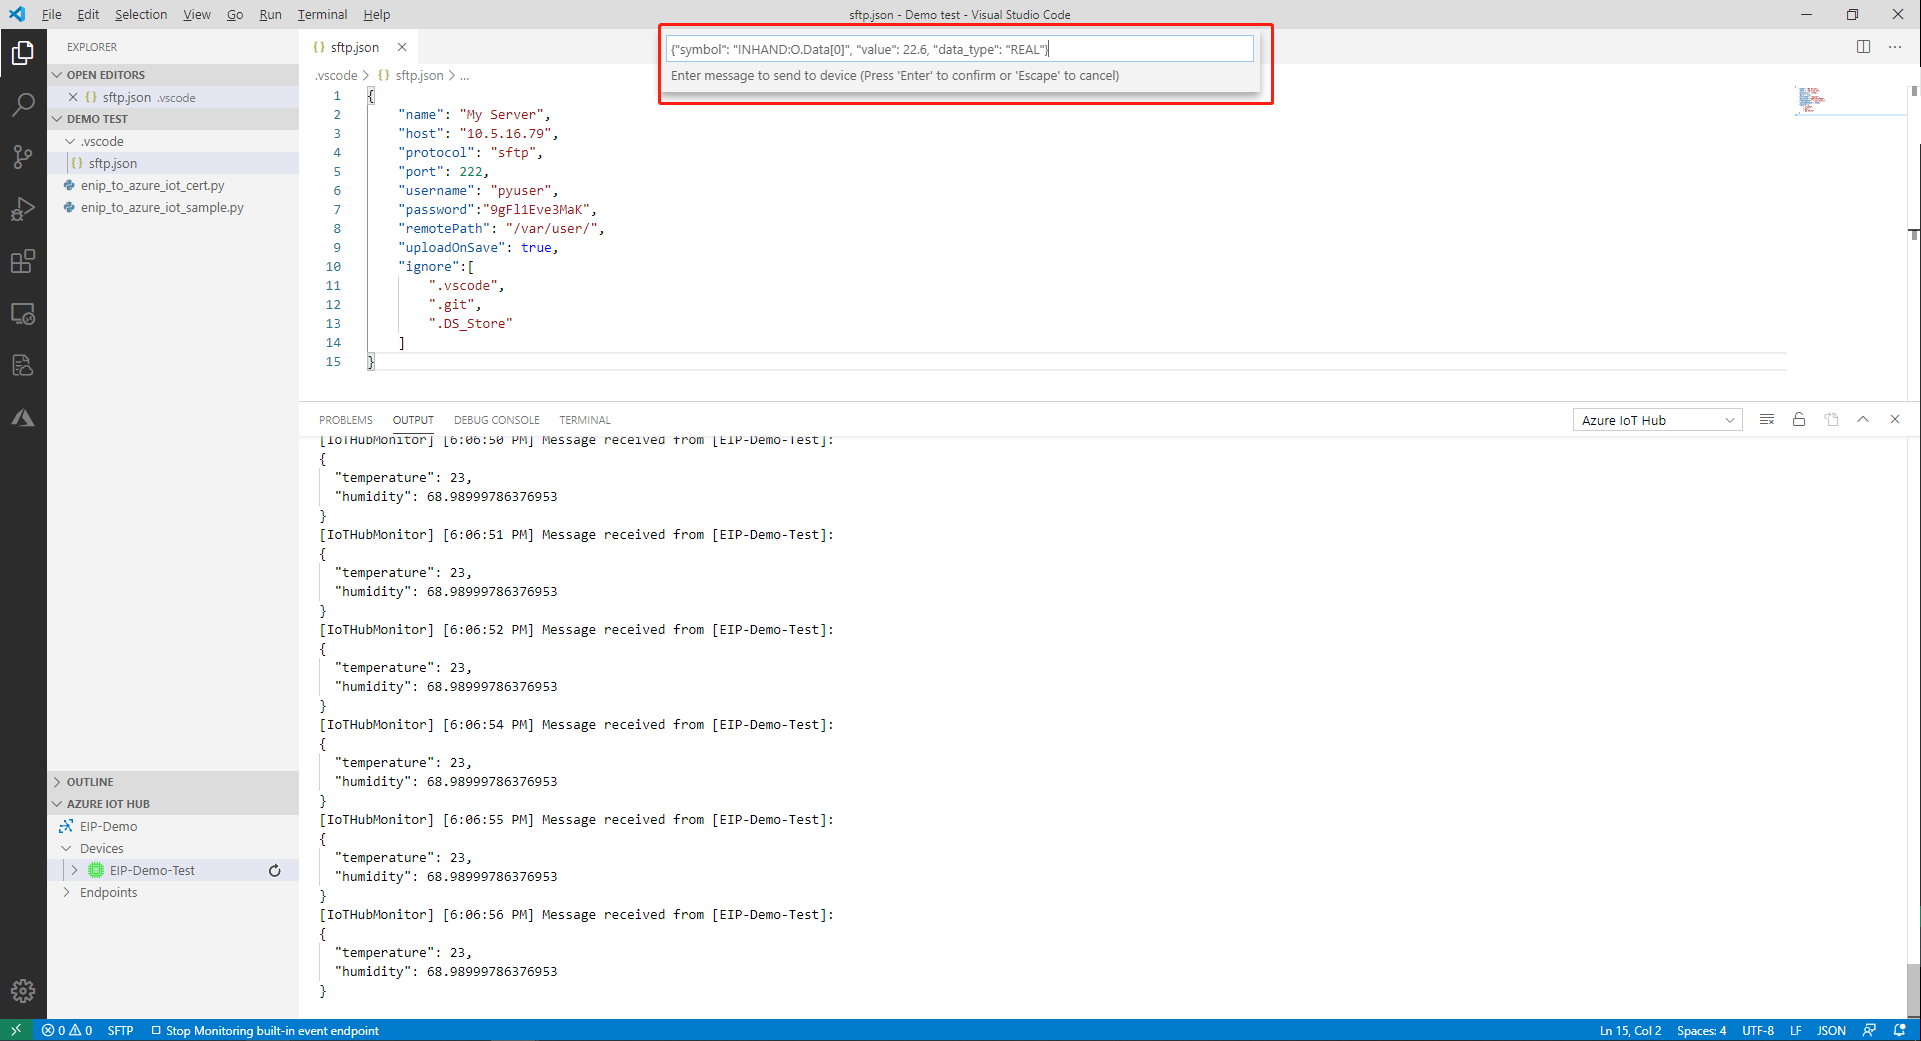 File Edit Selection View Go Run Terminal Help
sftp.json - Demo test - Visual Studio Code
{"symbol": "INHAND:O.Data[0]", "value": 22.6, "data_type": "REAL"}
Enter message to send to device (Press 'Enter' to confirm or 'Escape' to cancel)
EXPLORER
OPEN EDITORS
{} sftp.json .vscode
DEMO TEST
.vscode
{} sftp.json
enip_to_azure_iot_cert.py
enip_to_azure_iot_sample.py
OUTLINE
AZURE IOT HUB
EIP-Demo
Devices
EIP-Demo-Test
Endpoints
{} sftp.json
.vscode > {} sftp.json > ...
1 {
2 "name": "My Server",
3 "host": "10.5.16.79",
4 "protocol": "sftp",
5 "port": 222,
6 "username": "pyuser",
7 "password":"9gFl1Eve3MaK",
8 "remotePath": "/var/user/",
9 "uploadOnSave": true,
10 "ignore":[
11 ".vscode",
12 ".git",
13 ".DS_Store"
14 ]
15 }
PROBLEMS OUTPUT DEBUG CONSOLE TERMINAL
Azure IoT Hub
[IoTHubMonitor] [6:06:50 PM] Message received from [EIP-Demo-Test]:
{
"temperature": 23,
"humidity": 68.98999786376953
}
[IoTHubMonitor] [6:06:51 PM] Message received from [EIP-Demo-Test]:
{
"temperature": 23,
"humidity": 68.98999786376953
}
[IoTHubMonitor] [6:06:52 PM] Message received from [EIP-Demo-Test]:
{
"temperature": 23,
"humidity": 68.98999786376953
}
[IoTHubMonitor] [6:06:54 PM] Message received from [EIP-Demo-Test]:
{
"temperature": 23,
"humidity": 68.98999786376953
}
[IoTHubMonitor] [6:06:55 PM] Message received from [EIP-Demo-Test]:
{
"temperature": 23,
"humidity": 68.98999786376953
}
[IoTHubMonitor] [6:06:56 PM] Message received from [EIP-Demo-Test]:
{
"temperature": 23,
"humidity": 68.98999786376953
}
0 0 SFTP Stop Monitoring built-in event endpoint
Ln 15, Col 2 Spaces: 4 UTF-8 LF JSON